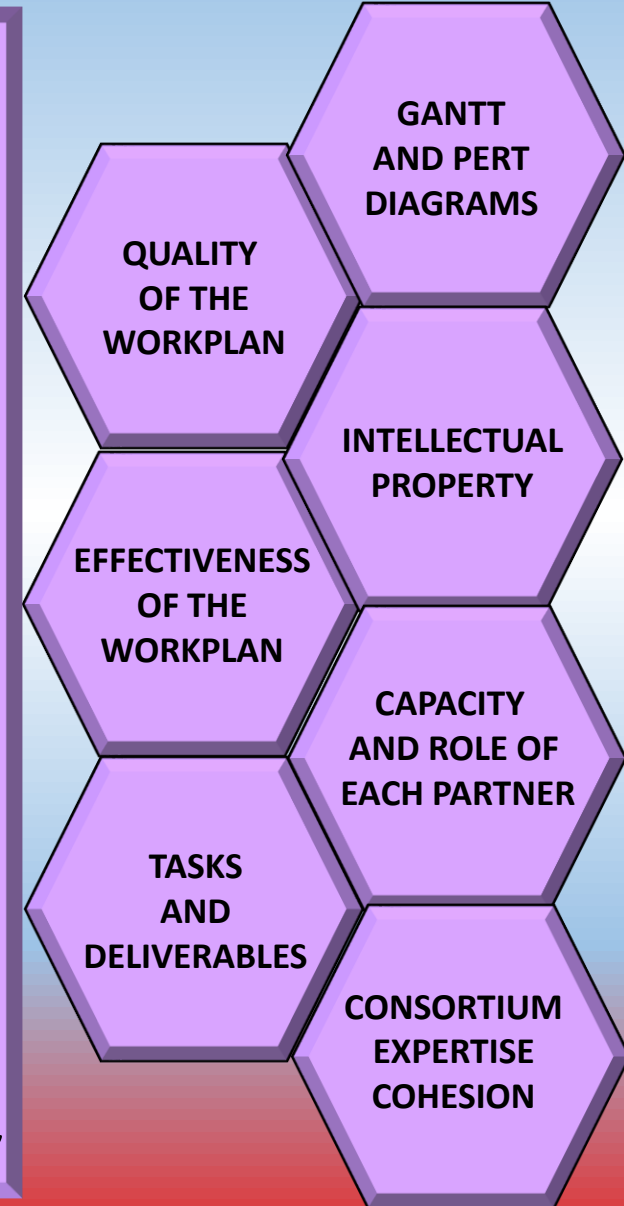 GANTT
AND PERT
DIAGRAMS
QUALITY
OF THE
WORKPLAN
INTELLECTUAL
PROPERTY
EFFECTIVENESS
OF THE
WORKPLAN
CAPACITY
AND ROLE OF
EACH PARTNER
TASKS
AND
DELIVERABLES
CONSORTIUM
EXPERTISE
COHESION